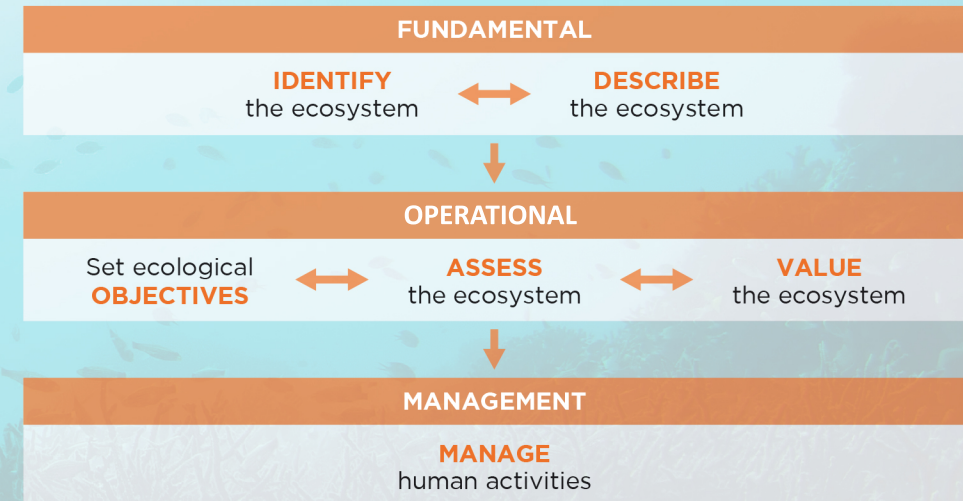 FUNDAMENTAL
IDENTIFY
the ecosystem
DESCRIBE
the ecosystem
OPERATIONAL
Set ecological
OBJECTIVES
ASSESS
the ecosystem
VALUE
the ecosystem
MANAGEMENT
MANAGE
human activities